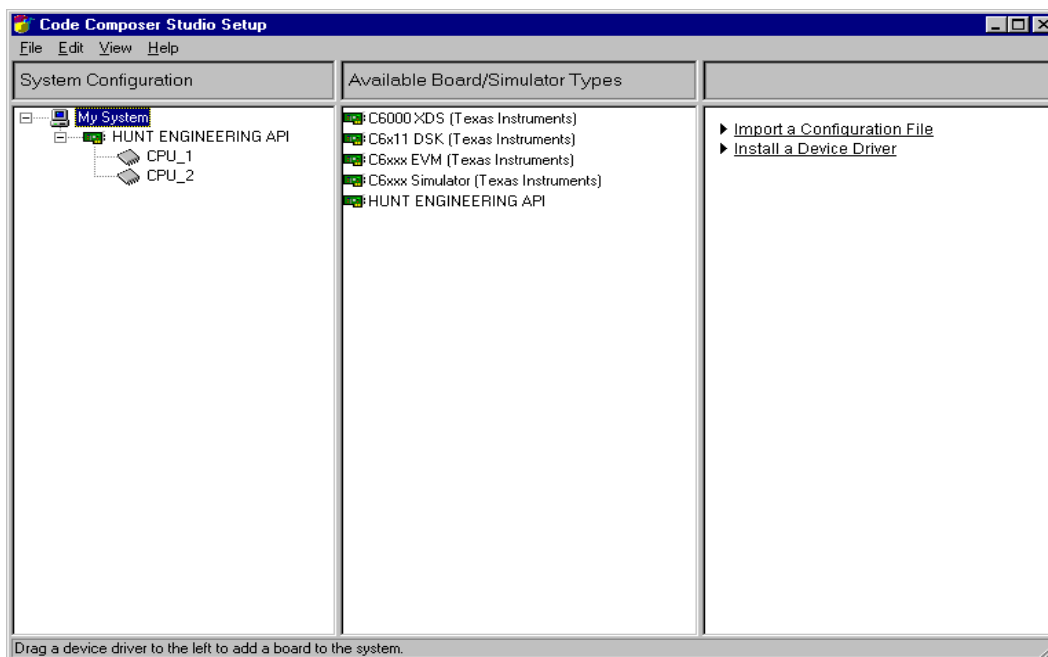 Code Composer Studio Setup
File Edit View Help
System Configuration
Available Board/Simulator Types
My System
HUNT ENGINEERING API
CPU_1
CPU_2
C6000 XDS (Texas Instruments)
C6x11 DSK (Texas Instruments)
C6xxx EVM (Texas Instruments)
C6xxx Simulator (Texas Instruments)
HUNT ENGINEERING API
Import a Configuration File
Install a Device Driver
Drag a device driver to the left to add a board to the system.